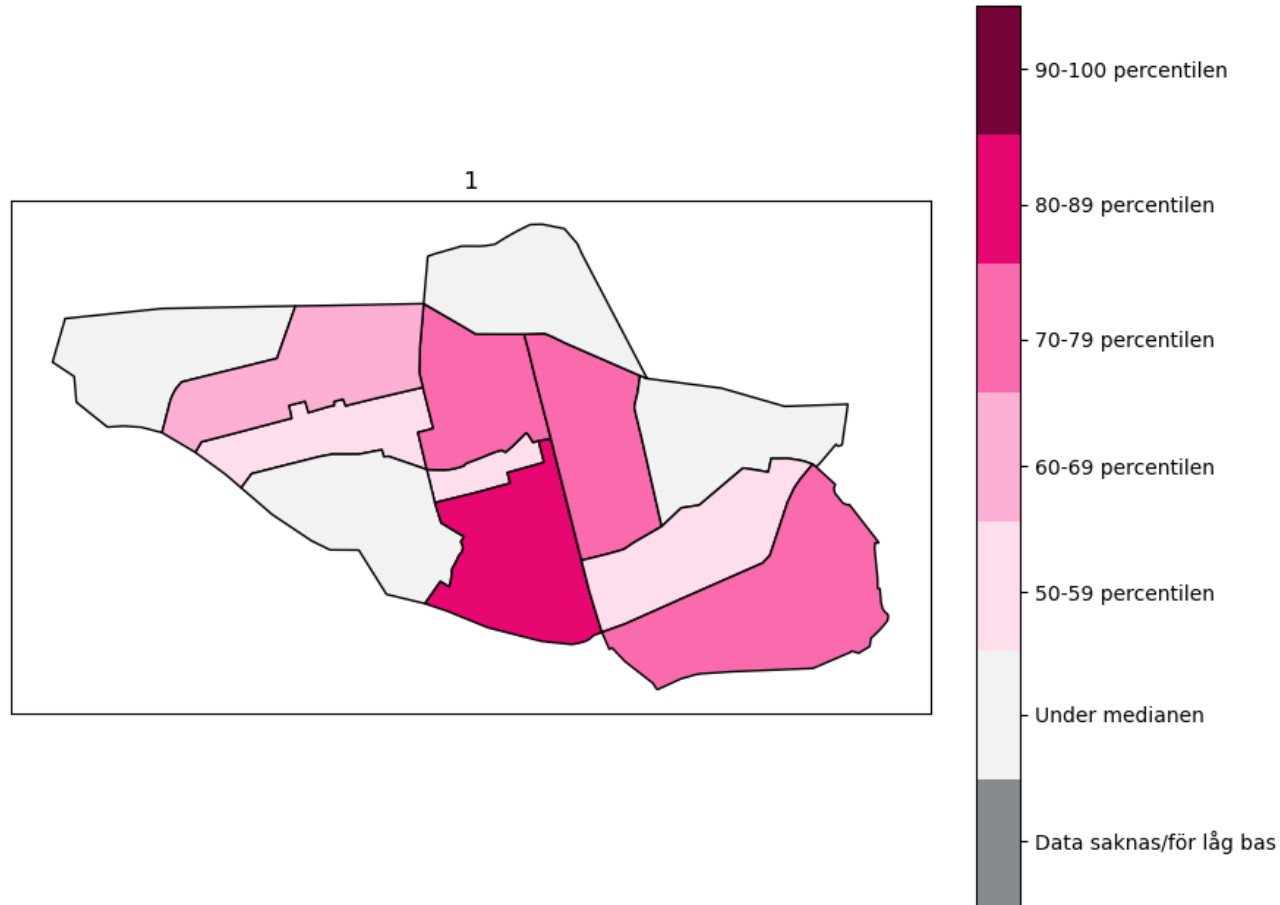 1
90-100 percentilen
80-89 percentilen
70-79 percentilen
60-69 percentilen
50-59 percentilen
Under medianen
Data saknas/för låg bas